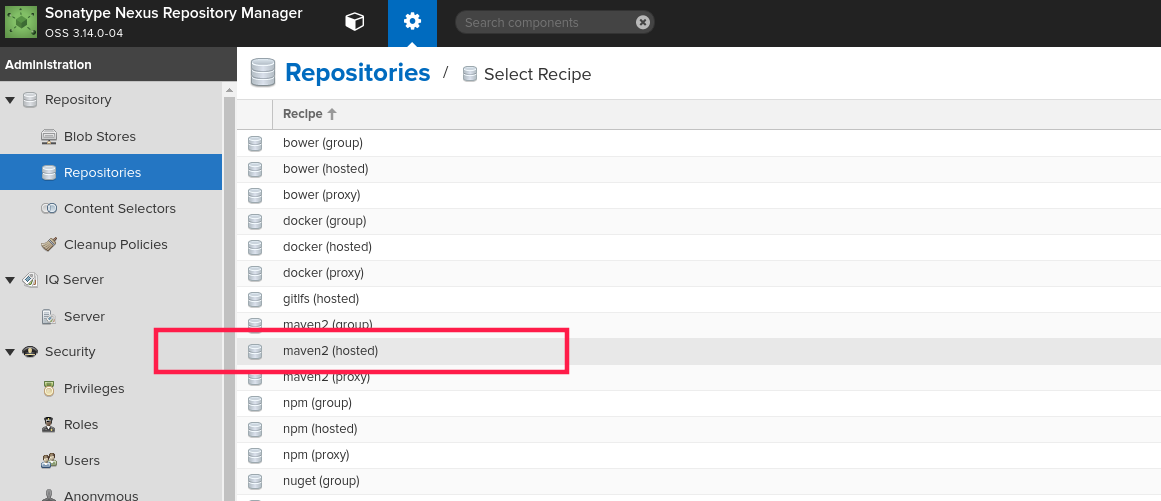 Sonatype Nexus Repository Manager
OSS 3.14.0-04
Search components
Administration
Repository
Blob Stores
Repositories
Content Selectors
Cleanup Policies
IQ Server
Server
Security
Privileges
Roles
Users
Anonymous
Repositories / Select Recipe
Recipe
bower (group)
bower (hosted)
bower (proxy)
docker (group)
docker (hosted)
docker (proxy)
gitlfs (hosted)
maven2 (group)
maven2 (hosted)
maven2 (proxy)
npm (group)
npm (hosted)
npm (proxy)
nuget (group)